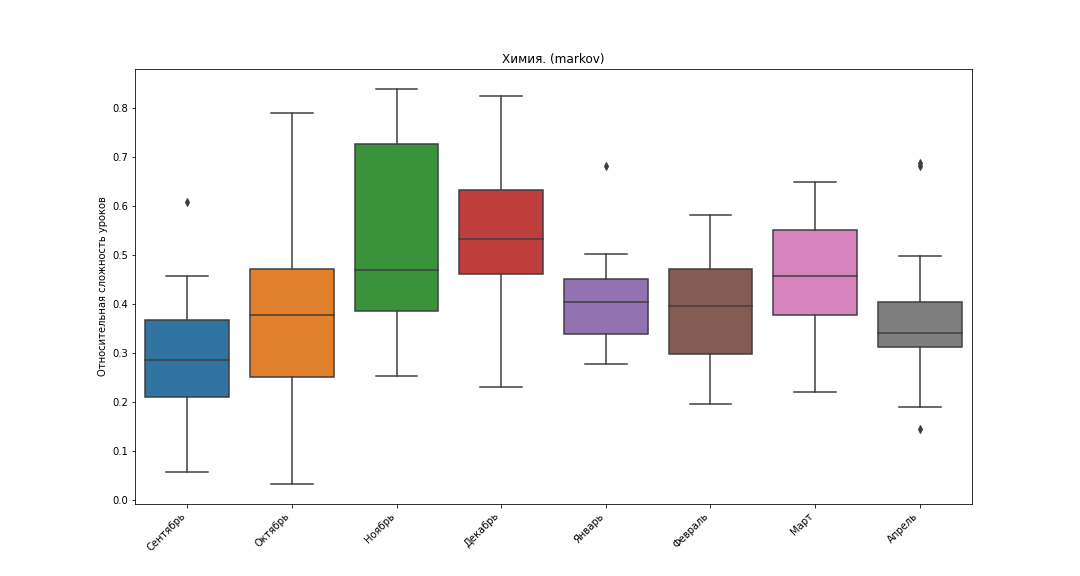 Химия. (markov)
Относительная сложность уроков
0.8
0.7
0.6
0.5
0.4
0.3
0.2
0.1
0.0
Сентябрь
Октябрь
Ноябрь
Декабрь
Январь
Февраль
Март
Апрель